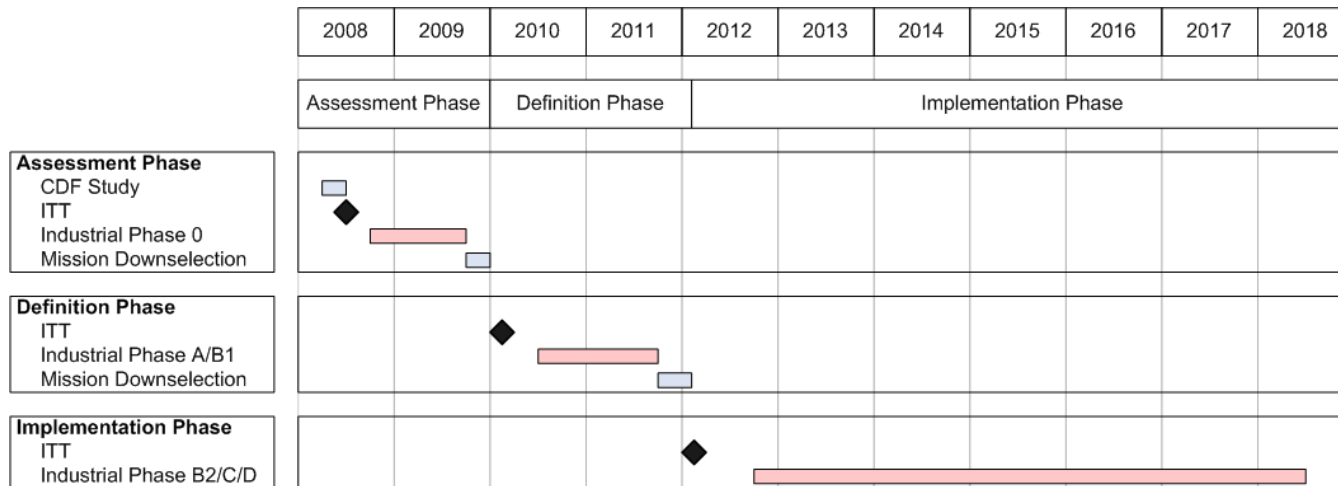 2008 2009 2010 2011 2012 2013 2014 2015 2016 2017 2018
Assessment Phase Definition Phase Implementation Phase
Assessment Phase
CDF Study
ITT
Industrial Phase 0
Mission Downselection
Definition Phase
ITT
Industrial Phase A/B1
Mission Downselection
Implementation Phase
ITT
Industrial Phase B2/C/D